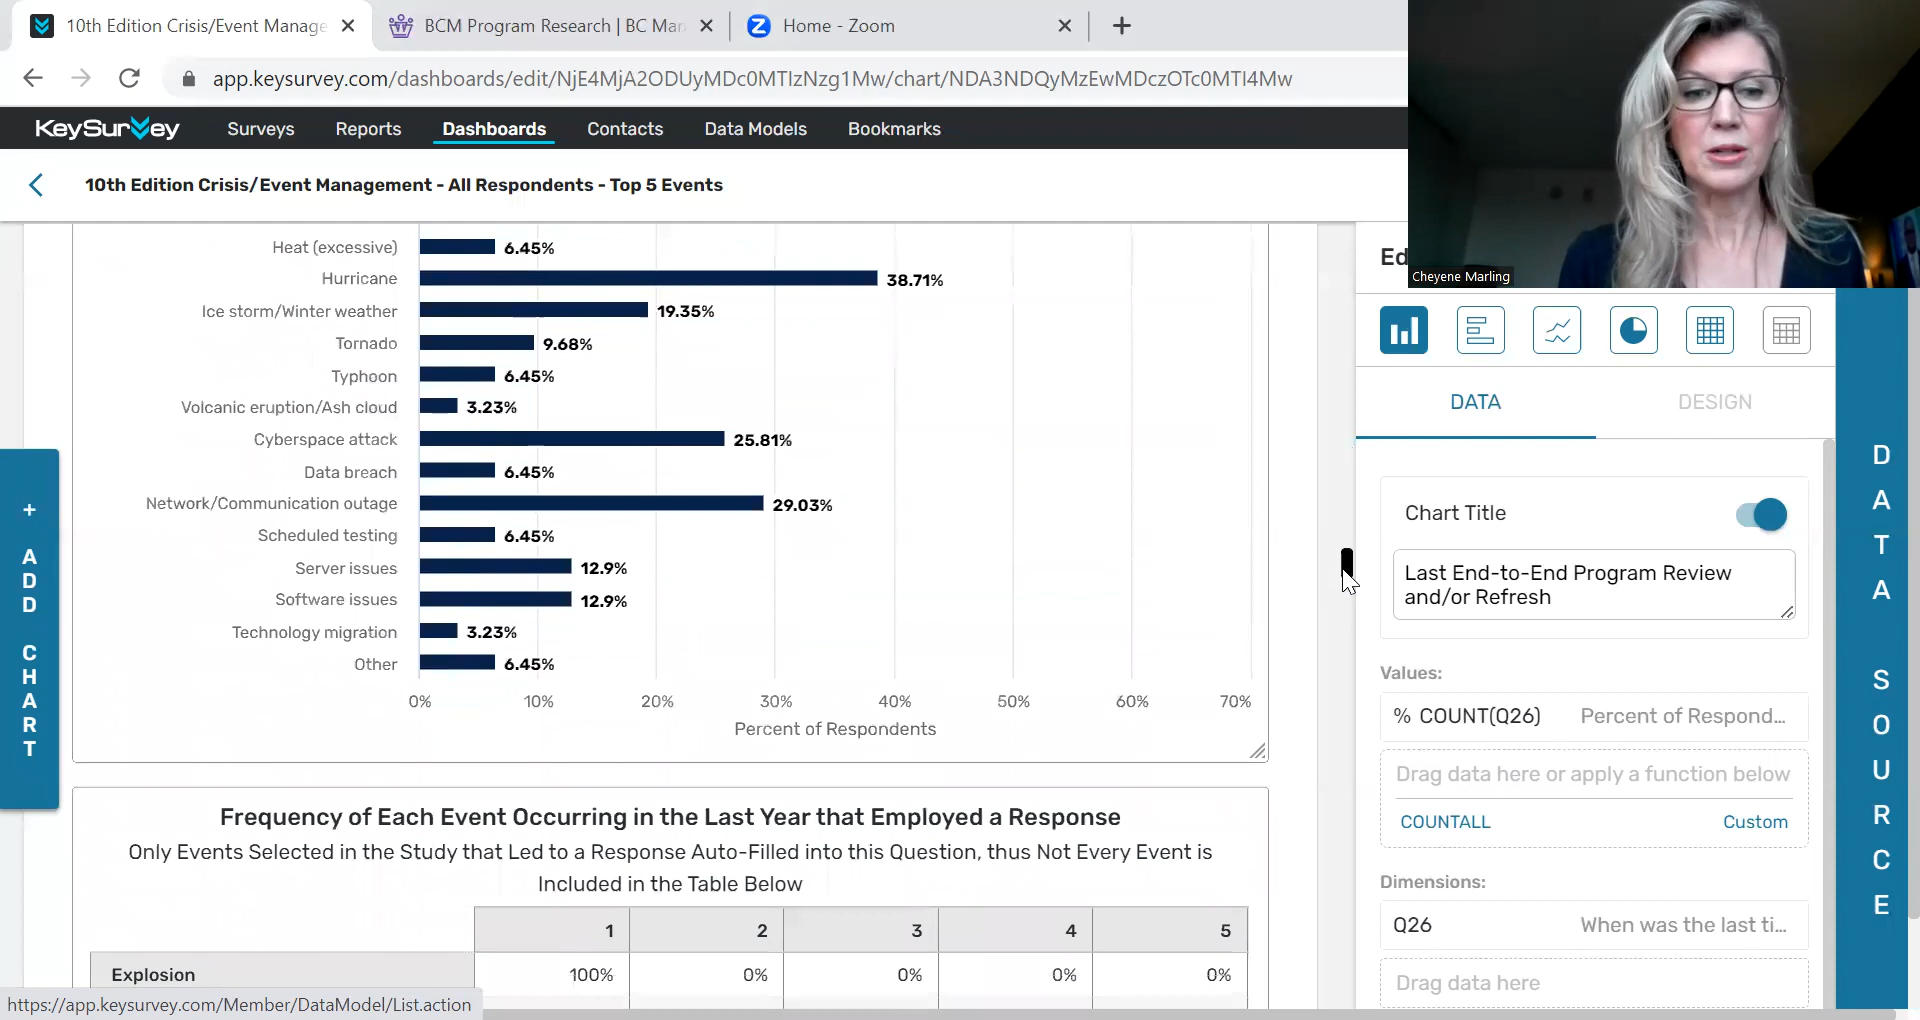 10th Edition Crisis/Event Manage
BCM Program Research | BC Man
Home - Zoom
app.keysurvey.com/dashboards/edit/NjE4MjA2ODUyMDc0MTIzNzg1Mw/chart/NDA3NDQyMzEwMDczOTc0MTI4Mw
KeySurvey
Surveys
Reports
Dashboards
Contacts
Data Models
Bookmarks
10th Edition Crisis/Event Management - All Respondents - Top 5 Events
Cheyene Marling
Ed
Heat (excessive) 6.45%
Hurricane 38.71%
Ice storm/Winter weather 19.35%
Tornado 9.68%
Typhoon 6.45%
Volcanic eruption/Ash cloud 3.23%
Cyberspace attack 25.81%
Data breach 6.45%
Network/Communication outage 29.03%
Scheduled testing 6.45%
Server issues 12.9%
Software issues 12.9%
Technology migration 3.23%
Other 6.45%
0% 10% 20% 30% 40% 50% 60% 70%
Percent of Respondents
+ ADD CHART
Frequency of Each Event Occurring in the Last Year that Employed a Response
Only Events Selected in the Study that Led to a Response Auto-Filled into this Question, thus Not Every Event is
Included in the Table Below
1 2 3 4 5
Explosion 100% 0% 0% 0% 0%
https://app.keysurvey.com/Member/DataModel/List.action
DATA
DESIGN
Chart Title
Last End-to-End Program Review
and/or Refresh
Values:
% COUNT(Q26) Percent of Respond...
Drag data here or apply a function below
COUNTALL
Custom
Dimensions:
Q26 When was the last ti...
Drag data here
DATA SOURCE